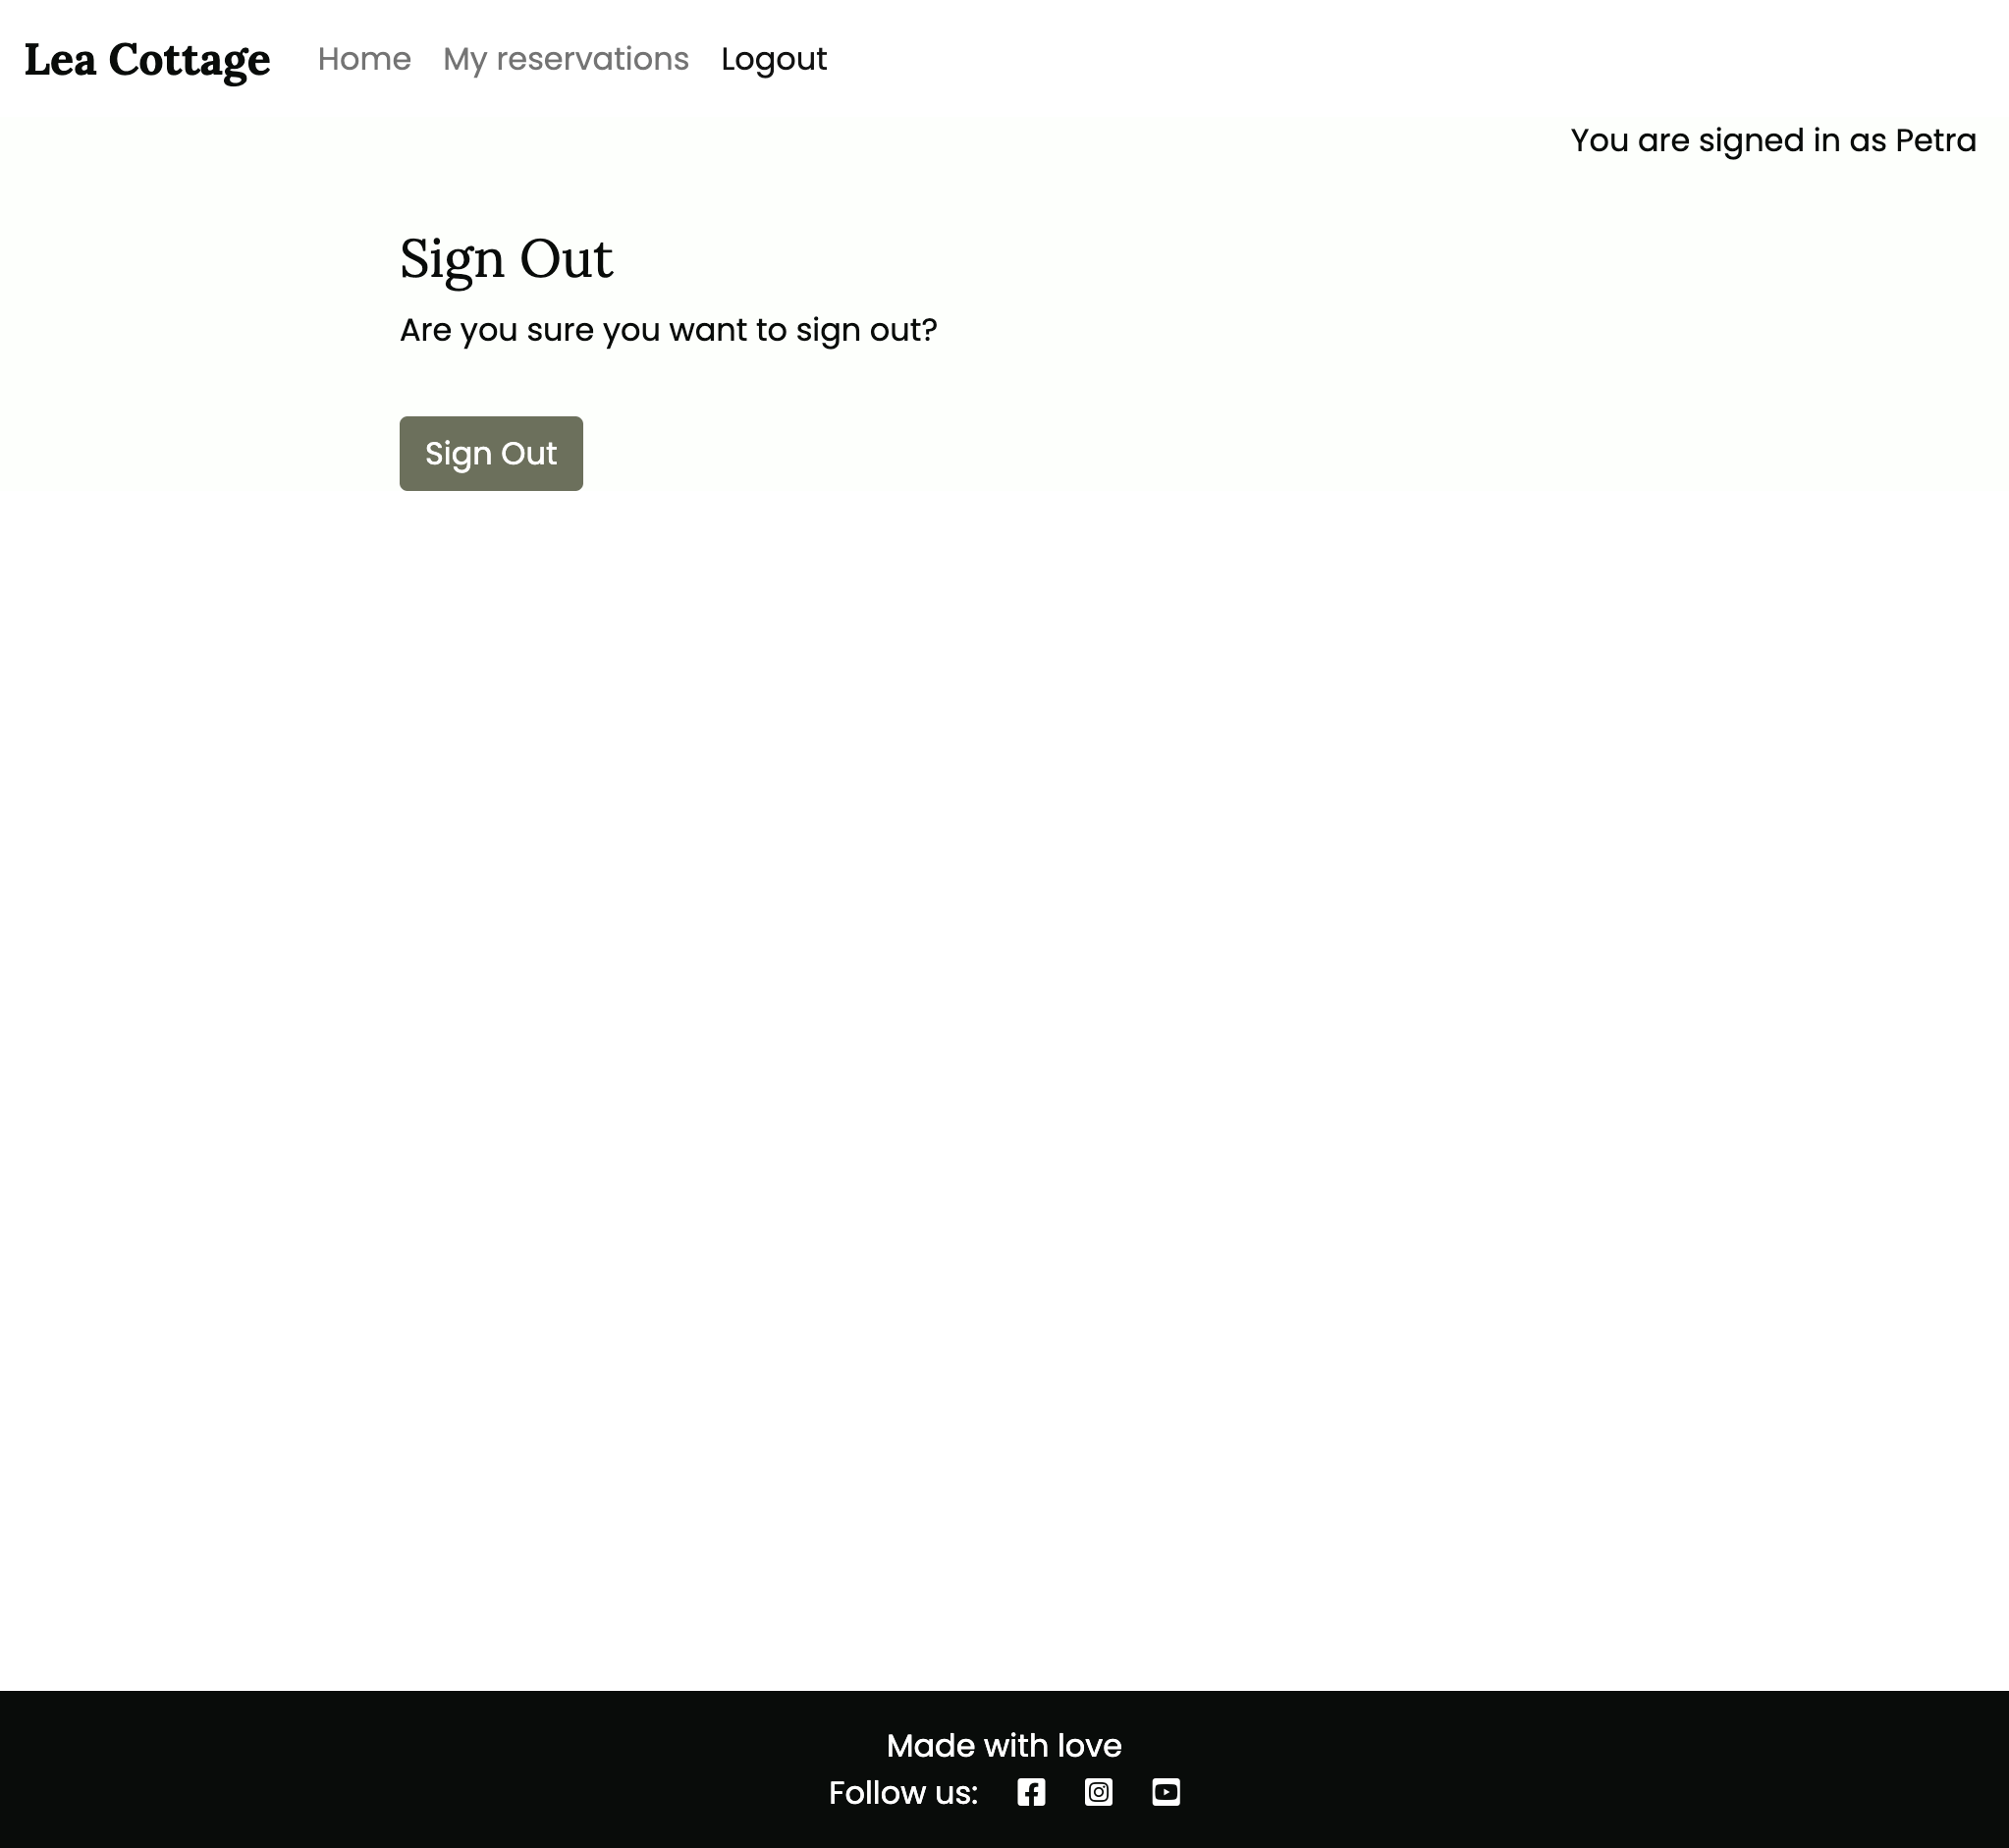 Lea Cottage Home My reservations Logout
You are signed in as Petra
Sign Out
Are you sure you want to sign out?
Sign Out
Made with love
Follow us: